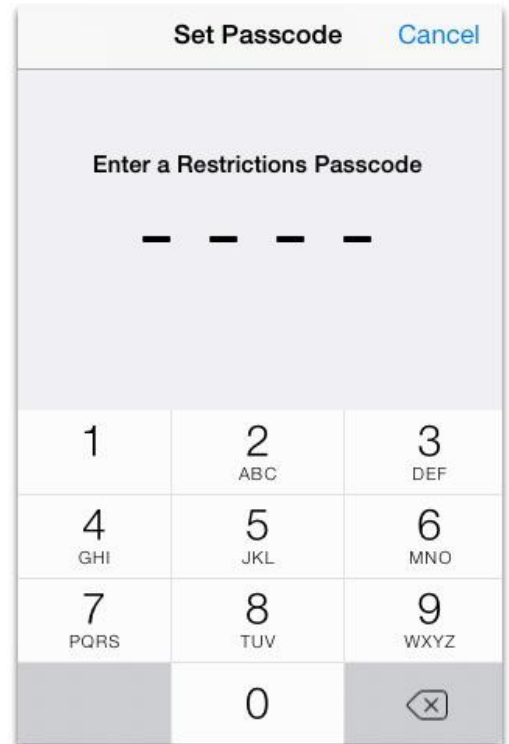 Set Passcode Cancel
Enter a Restrictions Passcode
1 2 3
ABC DEF
4 5 6
GHI JKL MNO
7 8 9
PQRS TUV WXYZ
0